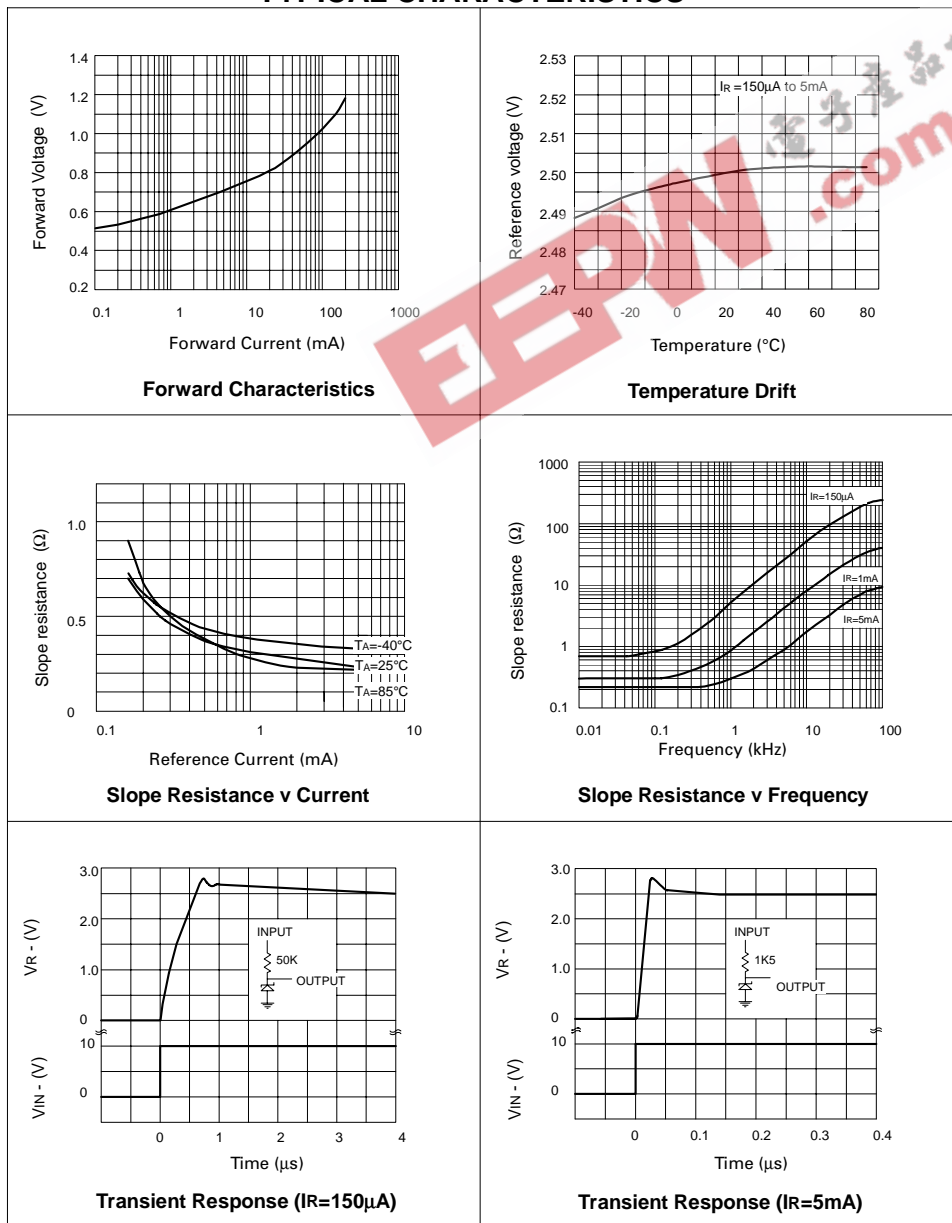 TYPICAL CHARACTERISTICS
1.4
1.2
1.0
0.8
0.6
0.4
0.2
Forward Voltage (V)
0.1 1 10 100 1000
Forward Current (mA)
Forward Characteristics
2.53
2.52
2.51
2.50
2.49
2.48
2.47
Reference voltage (V)
IR =150µA to 5mA
-40 -20 0 20 40 60 80
Temperature (°C)
Temperature Drift
EEPW .com
電子產品
1.0
0.5
0
Slope resistance (Ω)
TA=-40°C
TA=25°C
TA=85°C
0.1 1 10
Reference Current (mA)
Slope Resistance v Current
1000
100
10
1
0.1
Slope resistance (Ω)
IR=150µA
IR=1mA
IR=5mA
0.01 0.1 1 10 100
Frequency (kHz)
Slope Resistance v Frequency
3.0
2.0
1.0
0
VR - (V)
INPUT
50K
OUTPUT
10
0
VIN - (V)
0 1 2 3 4
Time (µs)
Transient Response (IR=150µA)
3.0
2.0
1.0
0
VR - (V)
INPUT
1K5
OUTPUT
10
0
VIN - (V)
0 0.1 0.2 0.3 0.4
Time (µs)
Transient Response (IR=5mA)